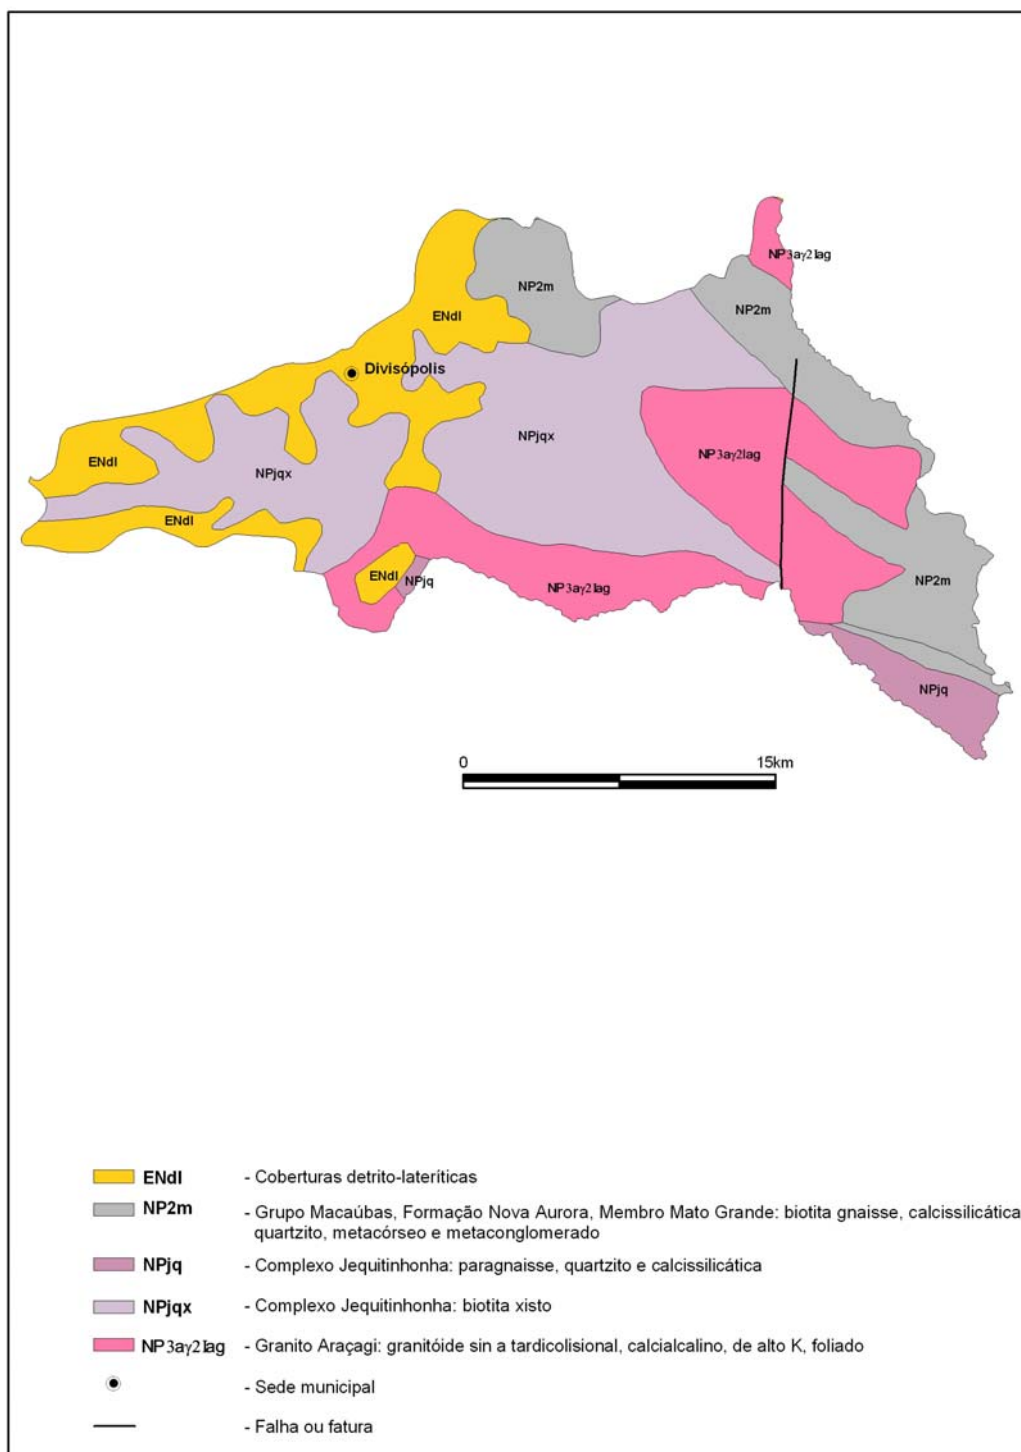 NP3aγ2lag
NP2m
NP2m
ENdl
Divisópolis
NPjqx
NP3aγ2lag
ENdl
NPjqx
ENdl
ENdl
NPjq
NP3aγ2lag
NP2m
NPjq
0 15km
ENdl - Coberturas detrito-lateríticas
NP2m - Grupo Macaúbas, Formação Nova Aurora, Membro Mato Grande: biotita gnaisse, calcissilicática
quartzito, metacórseo e metaconglomerado
NPjq - Complexo Jequitinhonha: paragnaisse, quartzito e calcissilicática
NPjqx - Complexo Jequitinhonha: biotita xisto
NP3aγ2lag - Granito Araçagi: granitóide sin a tardicolisional, calcialcalino, de alto K, foliado
- Sede municipal
- Falha ou fatura